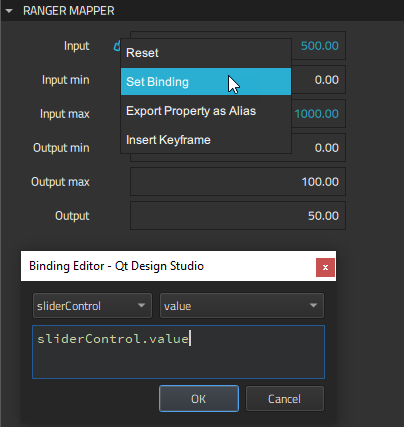 RANGER MAPPER
Input 500.00
Reset
Input min 0.00
Set Binding
Input max 1000.00
Export Property as Alias
Output min 0.00
Insert Keyframe
Output max 100.00
Output 50.00
Binding Editor - Qt Design Studio x
sliderControl value
sliderControl.value
OK Cancel